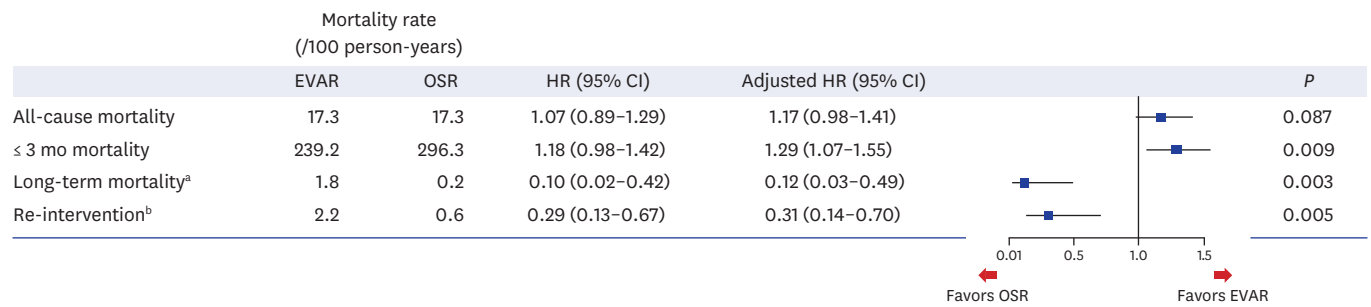 Mortality rate
(/100 person-years)
EVAR OSR HR (95% CI) Adjusted HR (95% CI) P
All-cause mortality 17.3 17.3 1.07 (0.89–1.29) 1.17 (0.98–1.41) 0.087
≤ 3 mo mortality 239.2 296.3 1.18 (0.98–1.42) 1.29 (1.07–1.55) 0.009
Long-term mortalityᵃ 1.8 0.2 0.10 (0.02–0.42) 0.12 (0.03–0.49) 0.003
Re-interventionᵇ 2.2 0.6 0.29 (0.13–0.67) 0.31 (0.14–0.70) 0.005
0.01 0.5 1.0 1.5
Favors OSR Favors EVAR